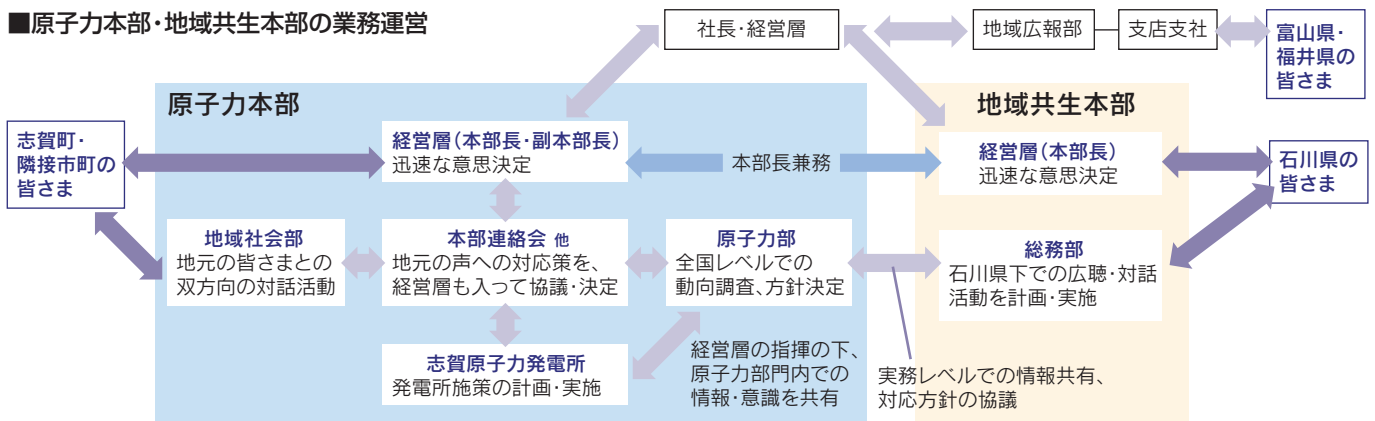 ■原子力本部・地域共生本部の業務運営
社長・経営層
地域広報部
支店支社
富山県・
福井県の
皆さま
原子力本部
地域共生本部
志賀町・
隣接市町の
皆さま
経営層（本部長・副本部長）
迅速な意思決定
本部長兼務
経営層（本部長）
迅速な意思決定
石川県の
皆さま
地域社会部
地元の皆さまとの
双方向の対話活動
本部連絡会 他
地元の声への対応策を、
経営層も入って協議・決定
原子力部
全国レベルでの
動向調査、方針決定
総務部
石川県下での広聴・対話
活動を計画・実施
志賀原子力発電所
発電所施策の計画・実施
経営層の指揮の下、
原子力部門内での
情報・意識を共有
実務レベルでの情報共有、
対応方針の協議